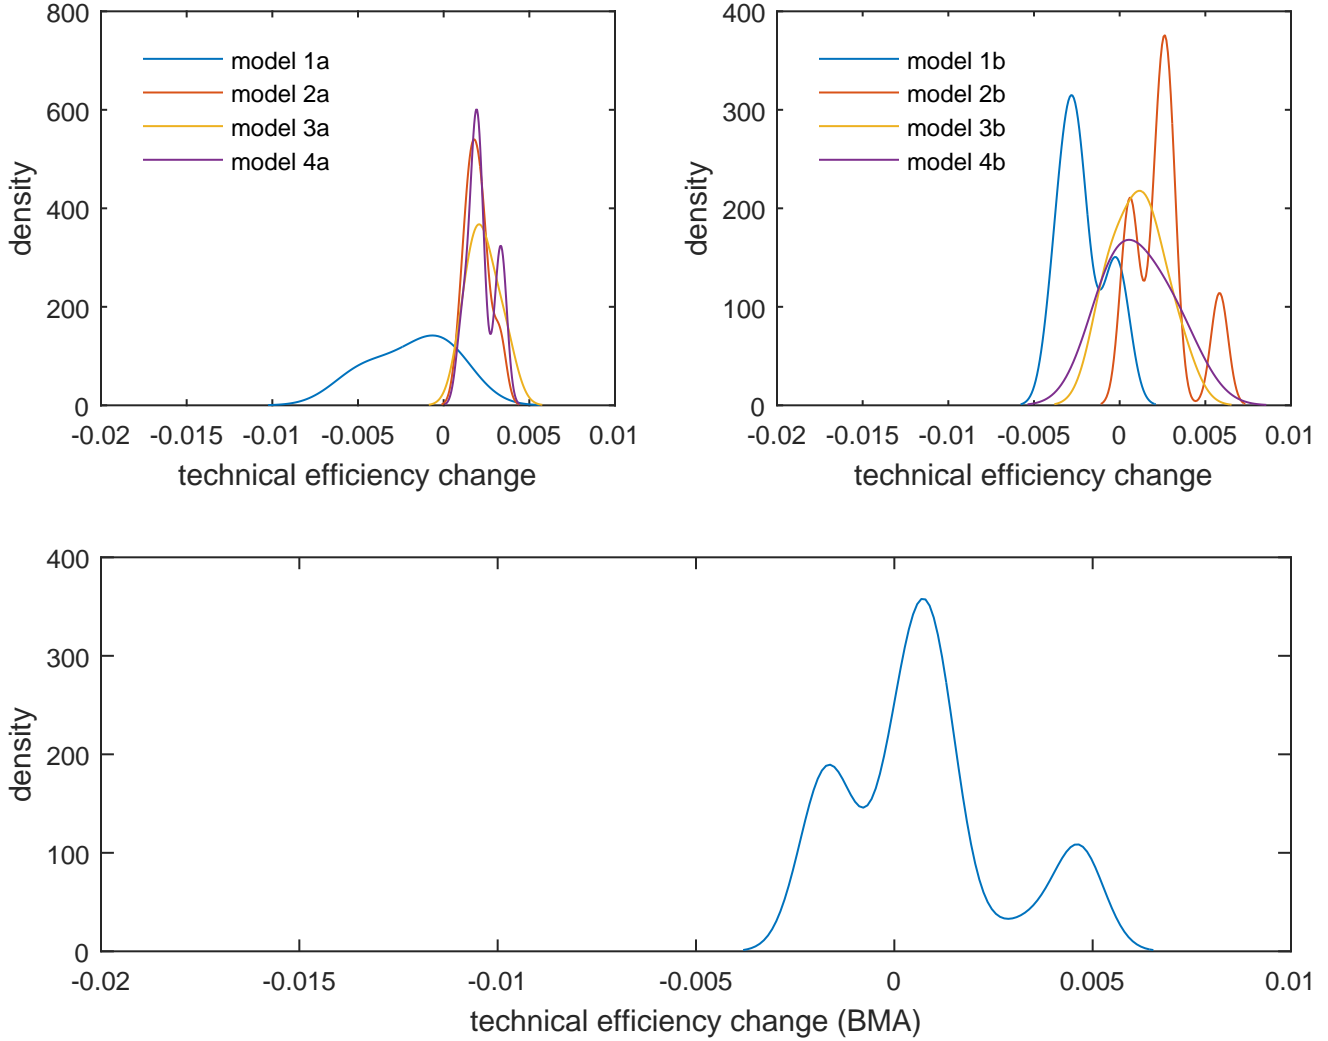 800
600
400
200
0
density
model 1a
model 2a
model 3a
model 4a
-0.02 -0.015 -0.01 -0.005 0 0.005 0.01
technical efficiency change
400
300
200
100
0
density
model 1b
model 2b
model 3b
model 4b
-0.02 -0.015 -0.01 -0.005 0 0.005 0.01
technical efficiency change
400
300
200
100
0
density
-0.02 -0.015 -0.01 -0.005 0 0.005 0.01
technical efficiency change (BMA)